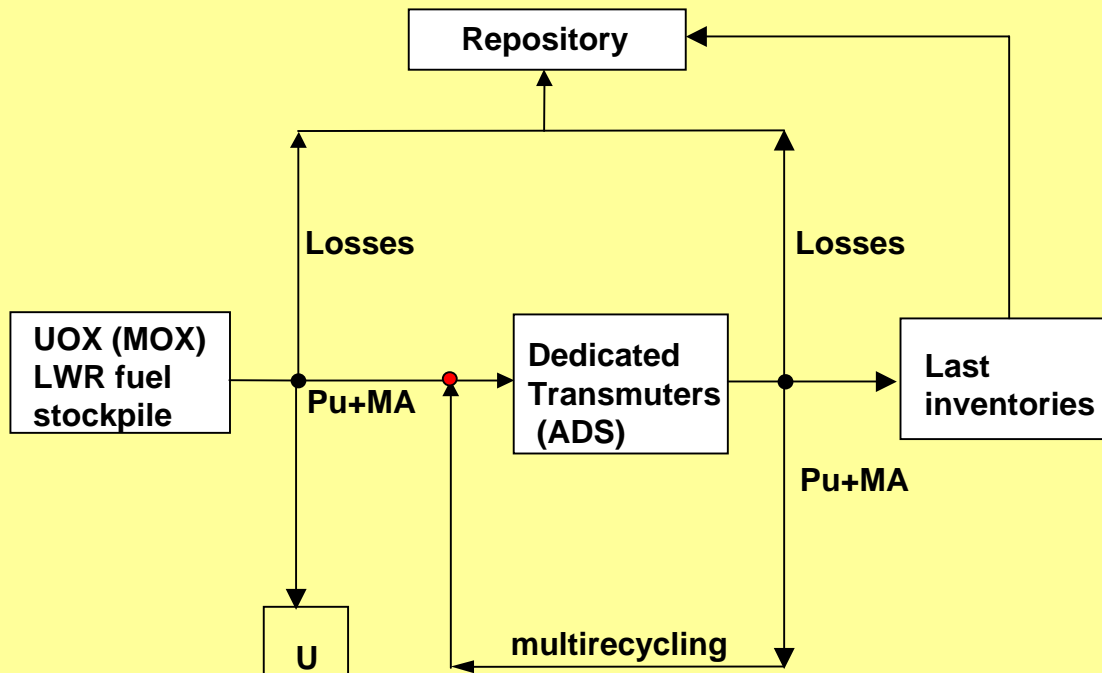 Repository
Losses
Losses
UOX (MOX)
LWR fuel
stockpile
Pu+MA
Dedicated
Transmuters
(ADS)
Last
inventories
Pu+MA
multirecycling
U